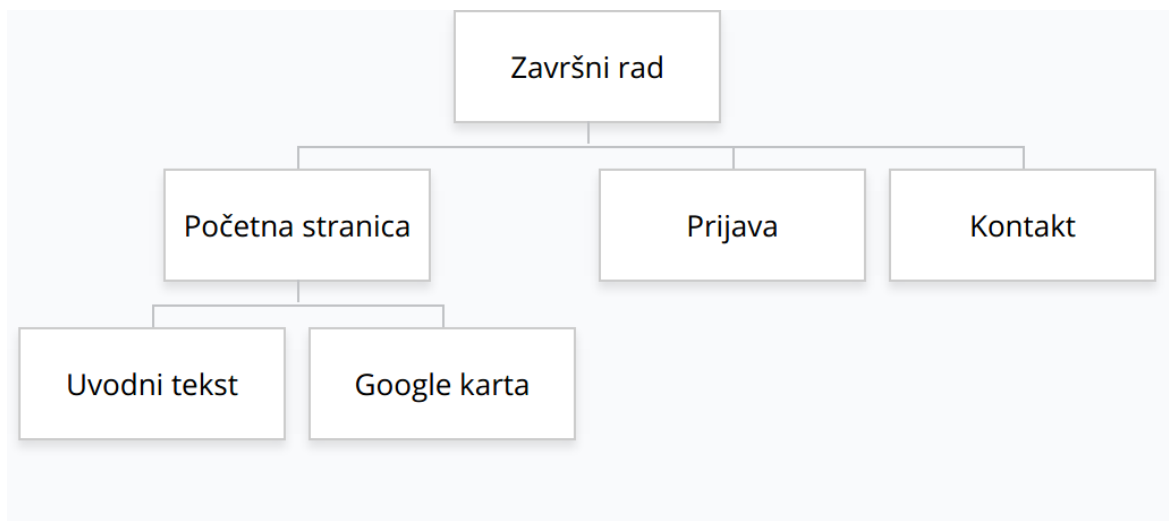 Završni rad
Početna stranica
Prijava
Kontakt
Uvodni tekst
Google karta